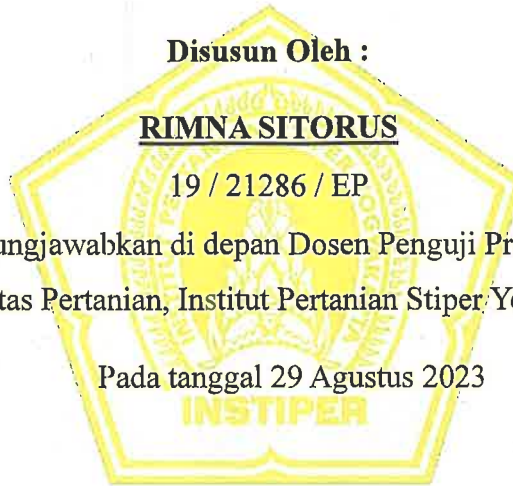 Disusun Oleh :
RIMNA SITORUS
19 / 21286 / EP
ungjawabkan di depan Dosen Penguji Pr
tas Pertanian, Institut Pertanian Stiper Yo
Pada tanggal 29 Agustus 2023
INSTIPER